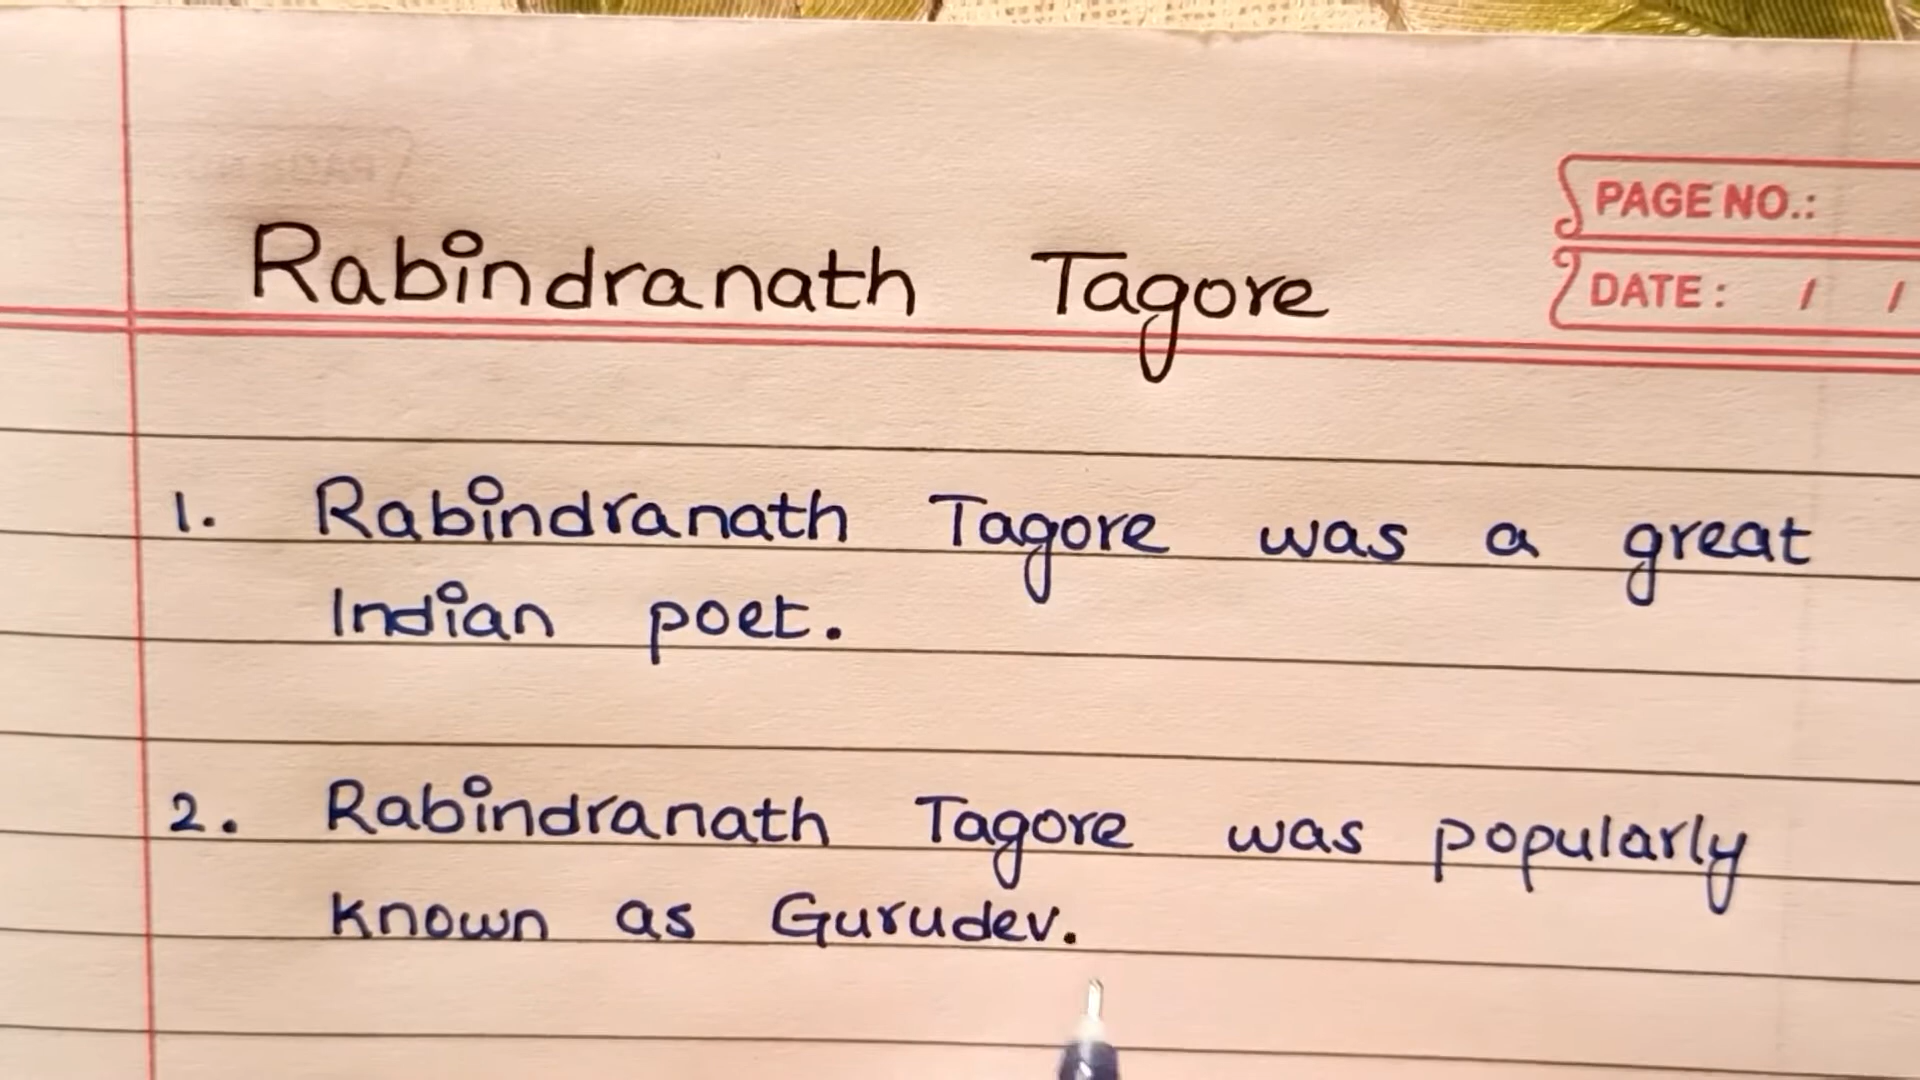 PAGE NO.:
Rabindranath Tagore
DATE: / /
1. Rabindranath Tagore was a great
Indian poet.
2. Rabindranath Tagore was popularly
known as Gurudev.